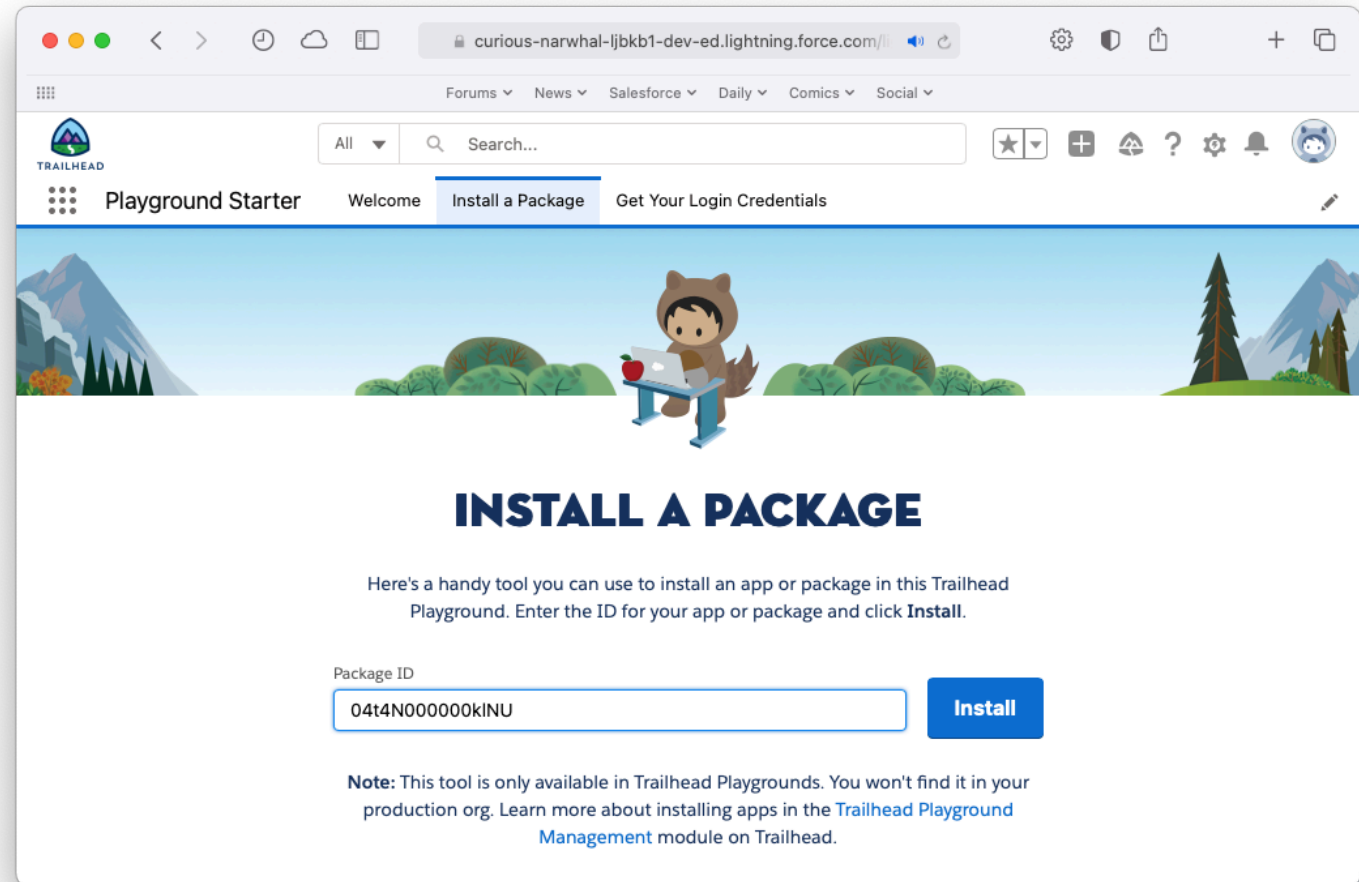 curious-narwhal-ljbkb1-dev-ed.lightning.force.com/li
Forums News Salesforce Daily Comics Social
TRAILHEAD
All Search...
Playground Starter Welcome Install a Package Get Your Login Credentials
INSTALL A PACKAGE
Here's a handy tool you can use to install an app or package in this Trailhead
Playground. Enter the ID for your app or package and click Install.
Package ID
04t4N000000klNU
Install
Note: This tool is only available in Trailhead Playgrounds. You won't find it in your
production org. Learn more about installing apps in the Trailhead Playground
Management module on Trailhead.